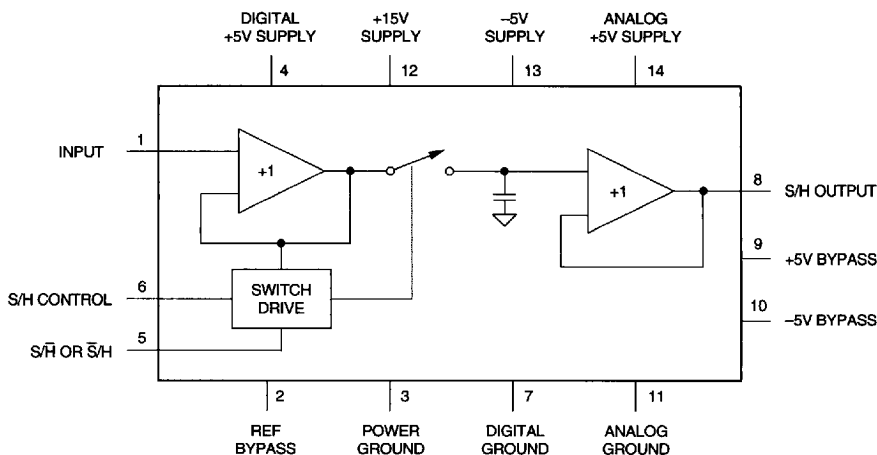 DIGITAL
+5V SUPPLY
+15V
SUPPLY
–5V
SUPPLY
ANALOG
+5V SUPPLY
4
12
13
14
INPUT
1
+1
+1
8
S/H OUTPUT
9
+5V BYPASS
S/H CONTROL
6
SWITCH
DRIVE
10
–5V BYPASS
5
S/H̅ OR S̅/H
2
3
7
11
REF
BYPASS
POWER
GROUND
DIGITAL
GROUND
ANALOG
GROUND